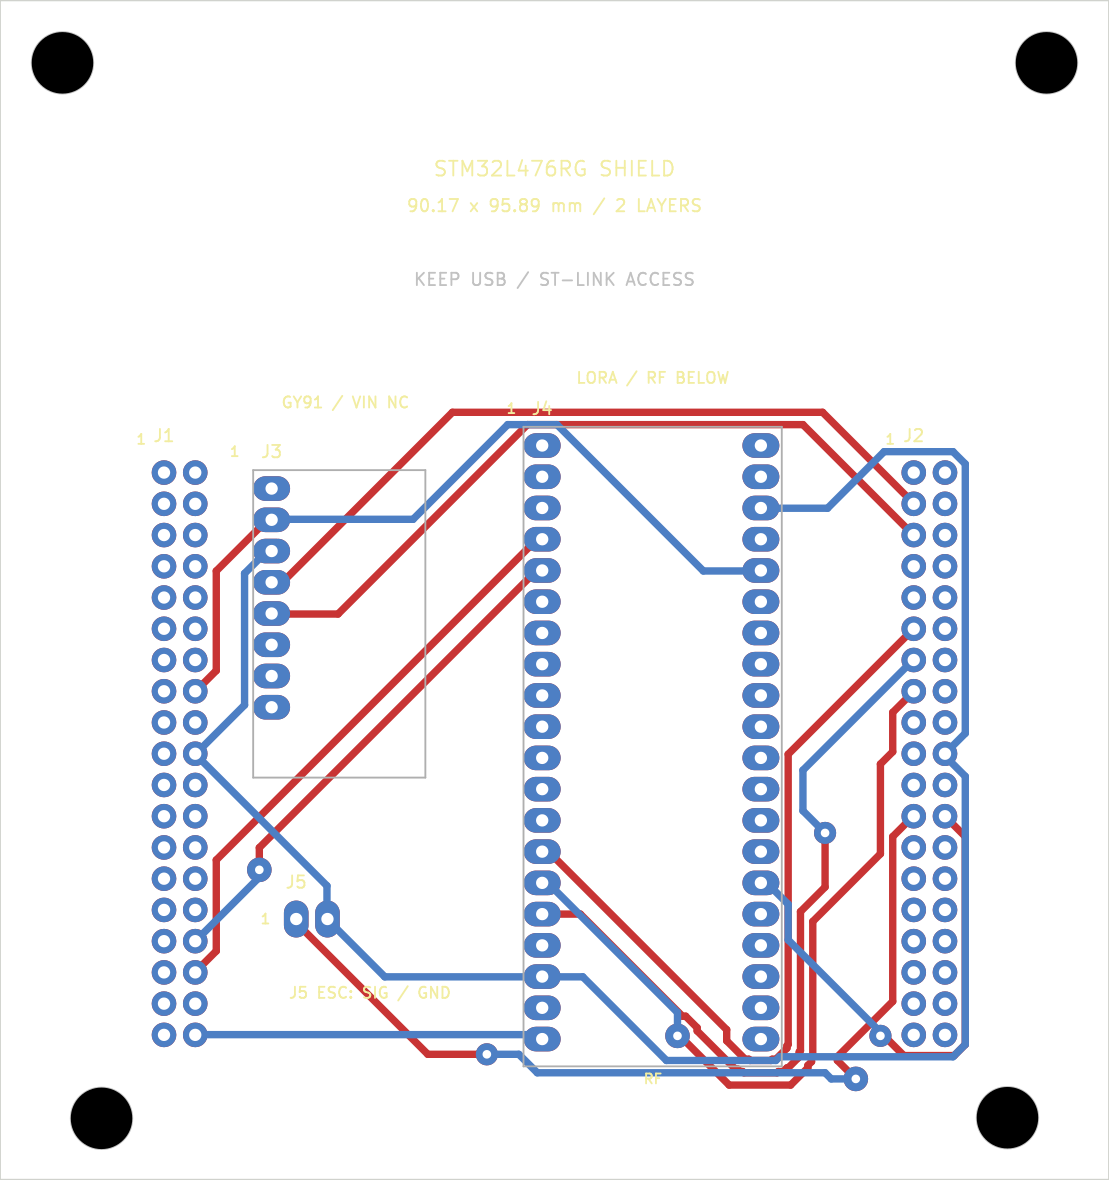 STM32L476RG SHIELD
90.17 x 95.89 mm / 2 LAYERS
KEEP USB / ST-LINK ACCESS
LORA / RF BELOW
GY91 / VIN NC
1 J4
1 J1
1 J2
1 J3
J5
1
J5 ESC: SIG / GND
RF